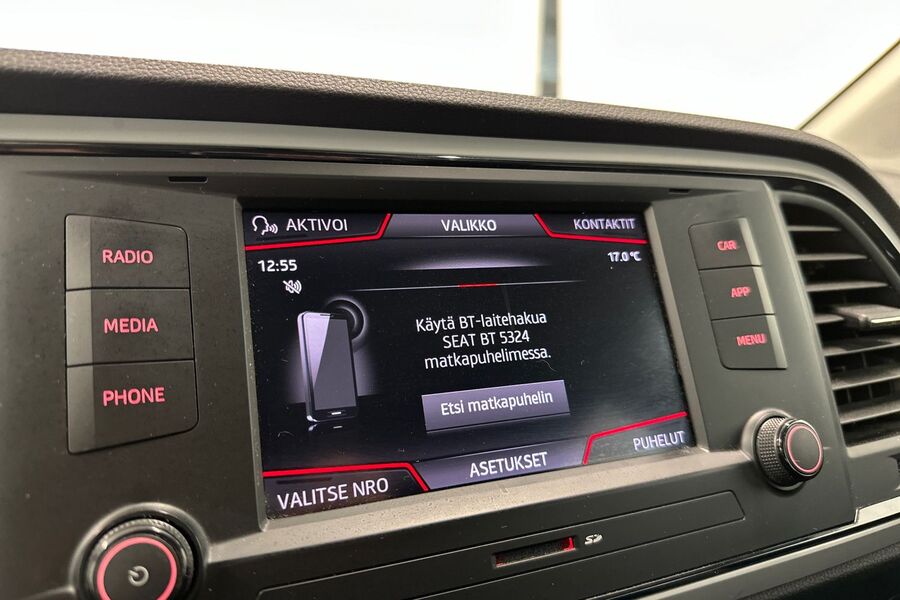 AKTIVOI
VALIKKO
KONTAKTIT
12:55
17.0 °C
RADIO
MEDIA
PHONE
Käytä BT-laitehakua
SEAT BT 5324
matkapuhelimessa.
Etsi matkapuhelin
VALITSE NRO
ASETUKSET
PUHELUT
CAR
APP
MENU
SD